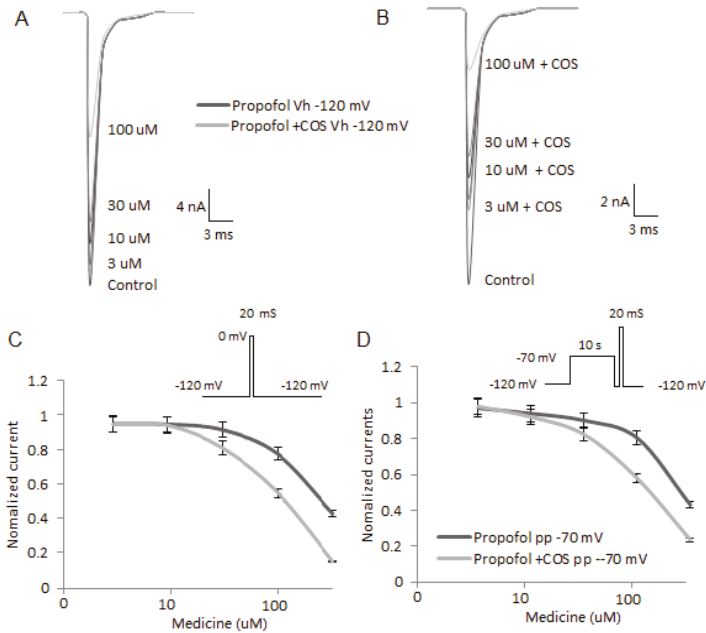 A
100 uM
30 uM
10 uM
3 uM
Control
Propofol Vh -120 mV
Propofol +COS Vh -120 mV
4 nA
3 ms
B
100 uM + COS
30 uM + COS
10 uM + COS
3 uM + COS
Control
2 nA
3 ms
C
20 mS
0 mV
-120 mV
-120 mV
1.2
1
0.8
0.6
0.4
0.2
0
0
10
100
Nomalized current
Medicine (uM)
D
20 mS
10 s
-70 mV
-120 mV
-120 mV
1.2
1
0.8
0.6
0.4
0.2
0
0
10
100
Nomalized currents
Propofol pp -70 mV
Propofol +COS pp --70 mV
Medicine (uM)